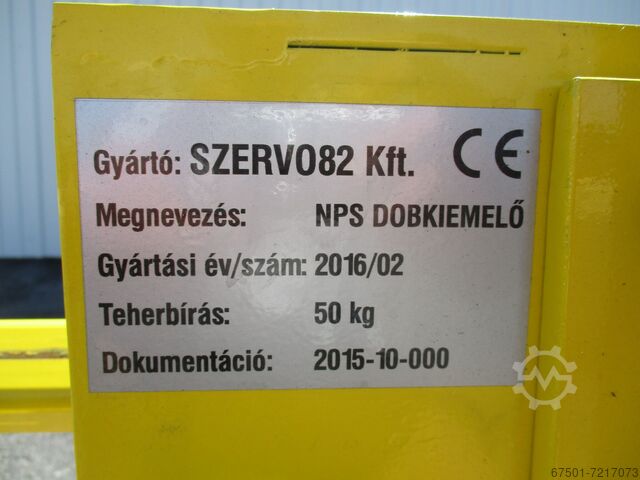 Gyártó: SZERVO82 Kft. CE
Megnevezés: NPS DOBKIEMELŐ
Gyártási év/szám: 2016/02
Teherbírás: 50 kg
Dokumentáció: 2015-10-000
67501-7217073